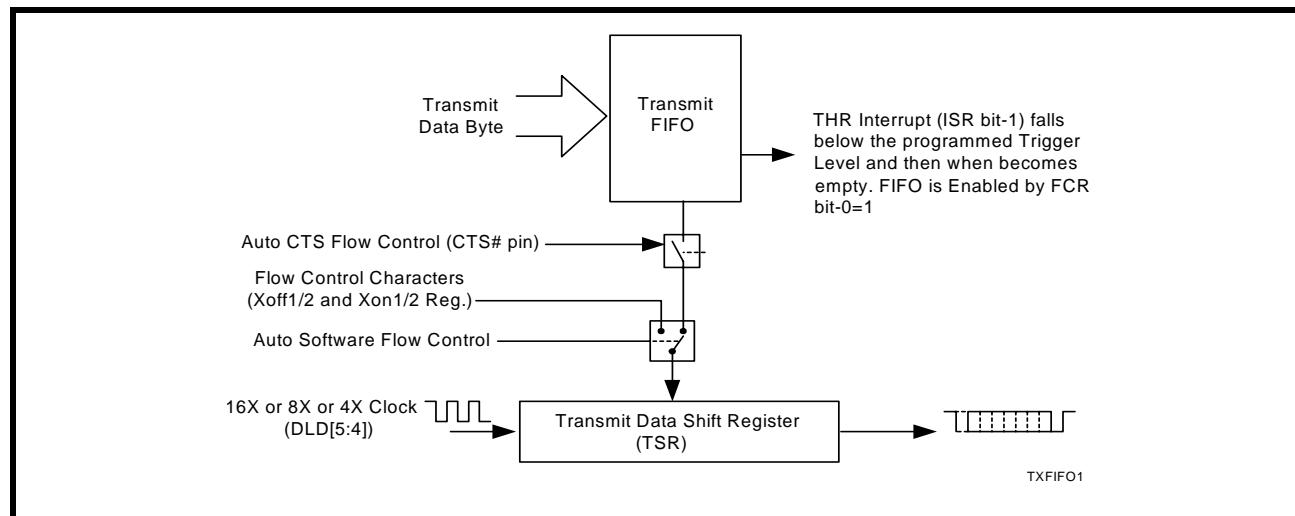 Transmit
Data Byte
Transmit
FIFO
THR Interrupt (ISR bit-1) falls
below the programmed Trigger
Level and then when becomes
empty. FIFO is Enabled by FCR
bit-0=1
Auto CTS Flow Control (CTS# pin)
Flow Control Characters
(Xoff1/2 and Xon1/2 Reg.)
Auto Software Flow Control
16X or 8X or 4X Clock
(DLD[5:4])
Transmit Data Shift Register
(TSR)
TXFIFO1